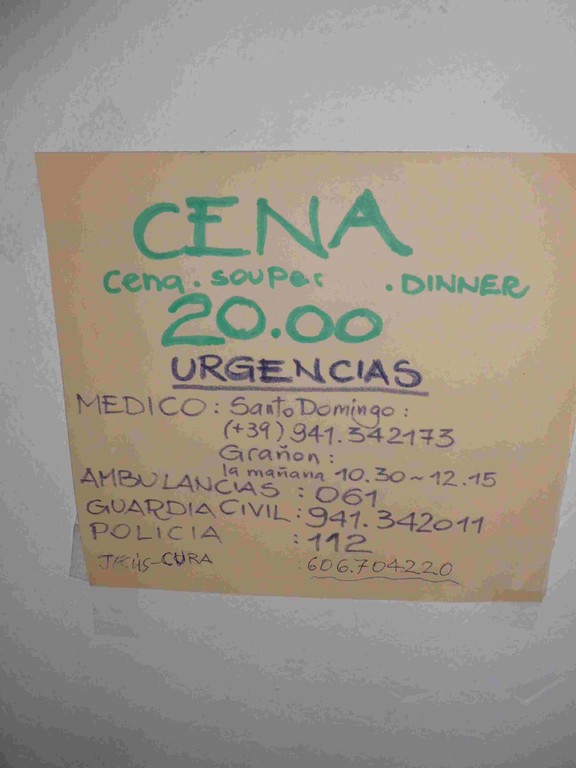 CENA
cena . souper . DINNER
20.00
URGENCIAS
MEDICO : Santo Domingo :
(+39) 941.342173
Grañon :
la mañana 10.30 ~ 12.15
AMBULANCIAS : 061
GUARDIA CIVIL : 941.342011
POLICIA : 112
JESÚS-CURA 606.704220